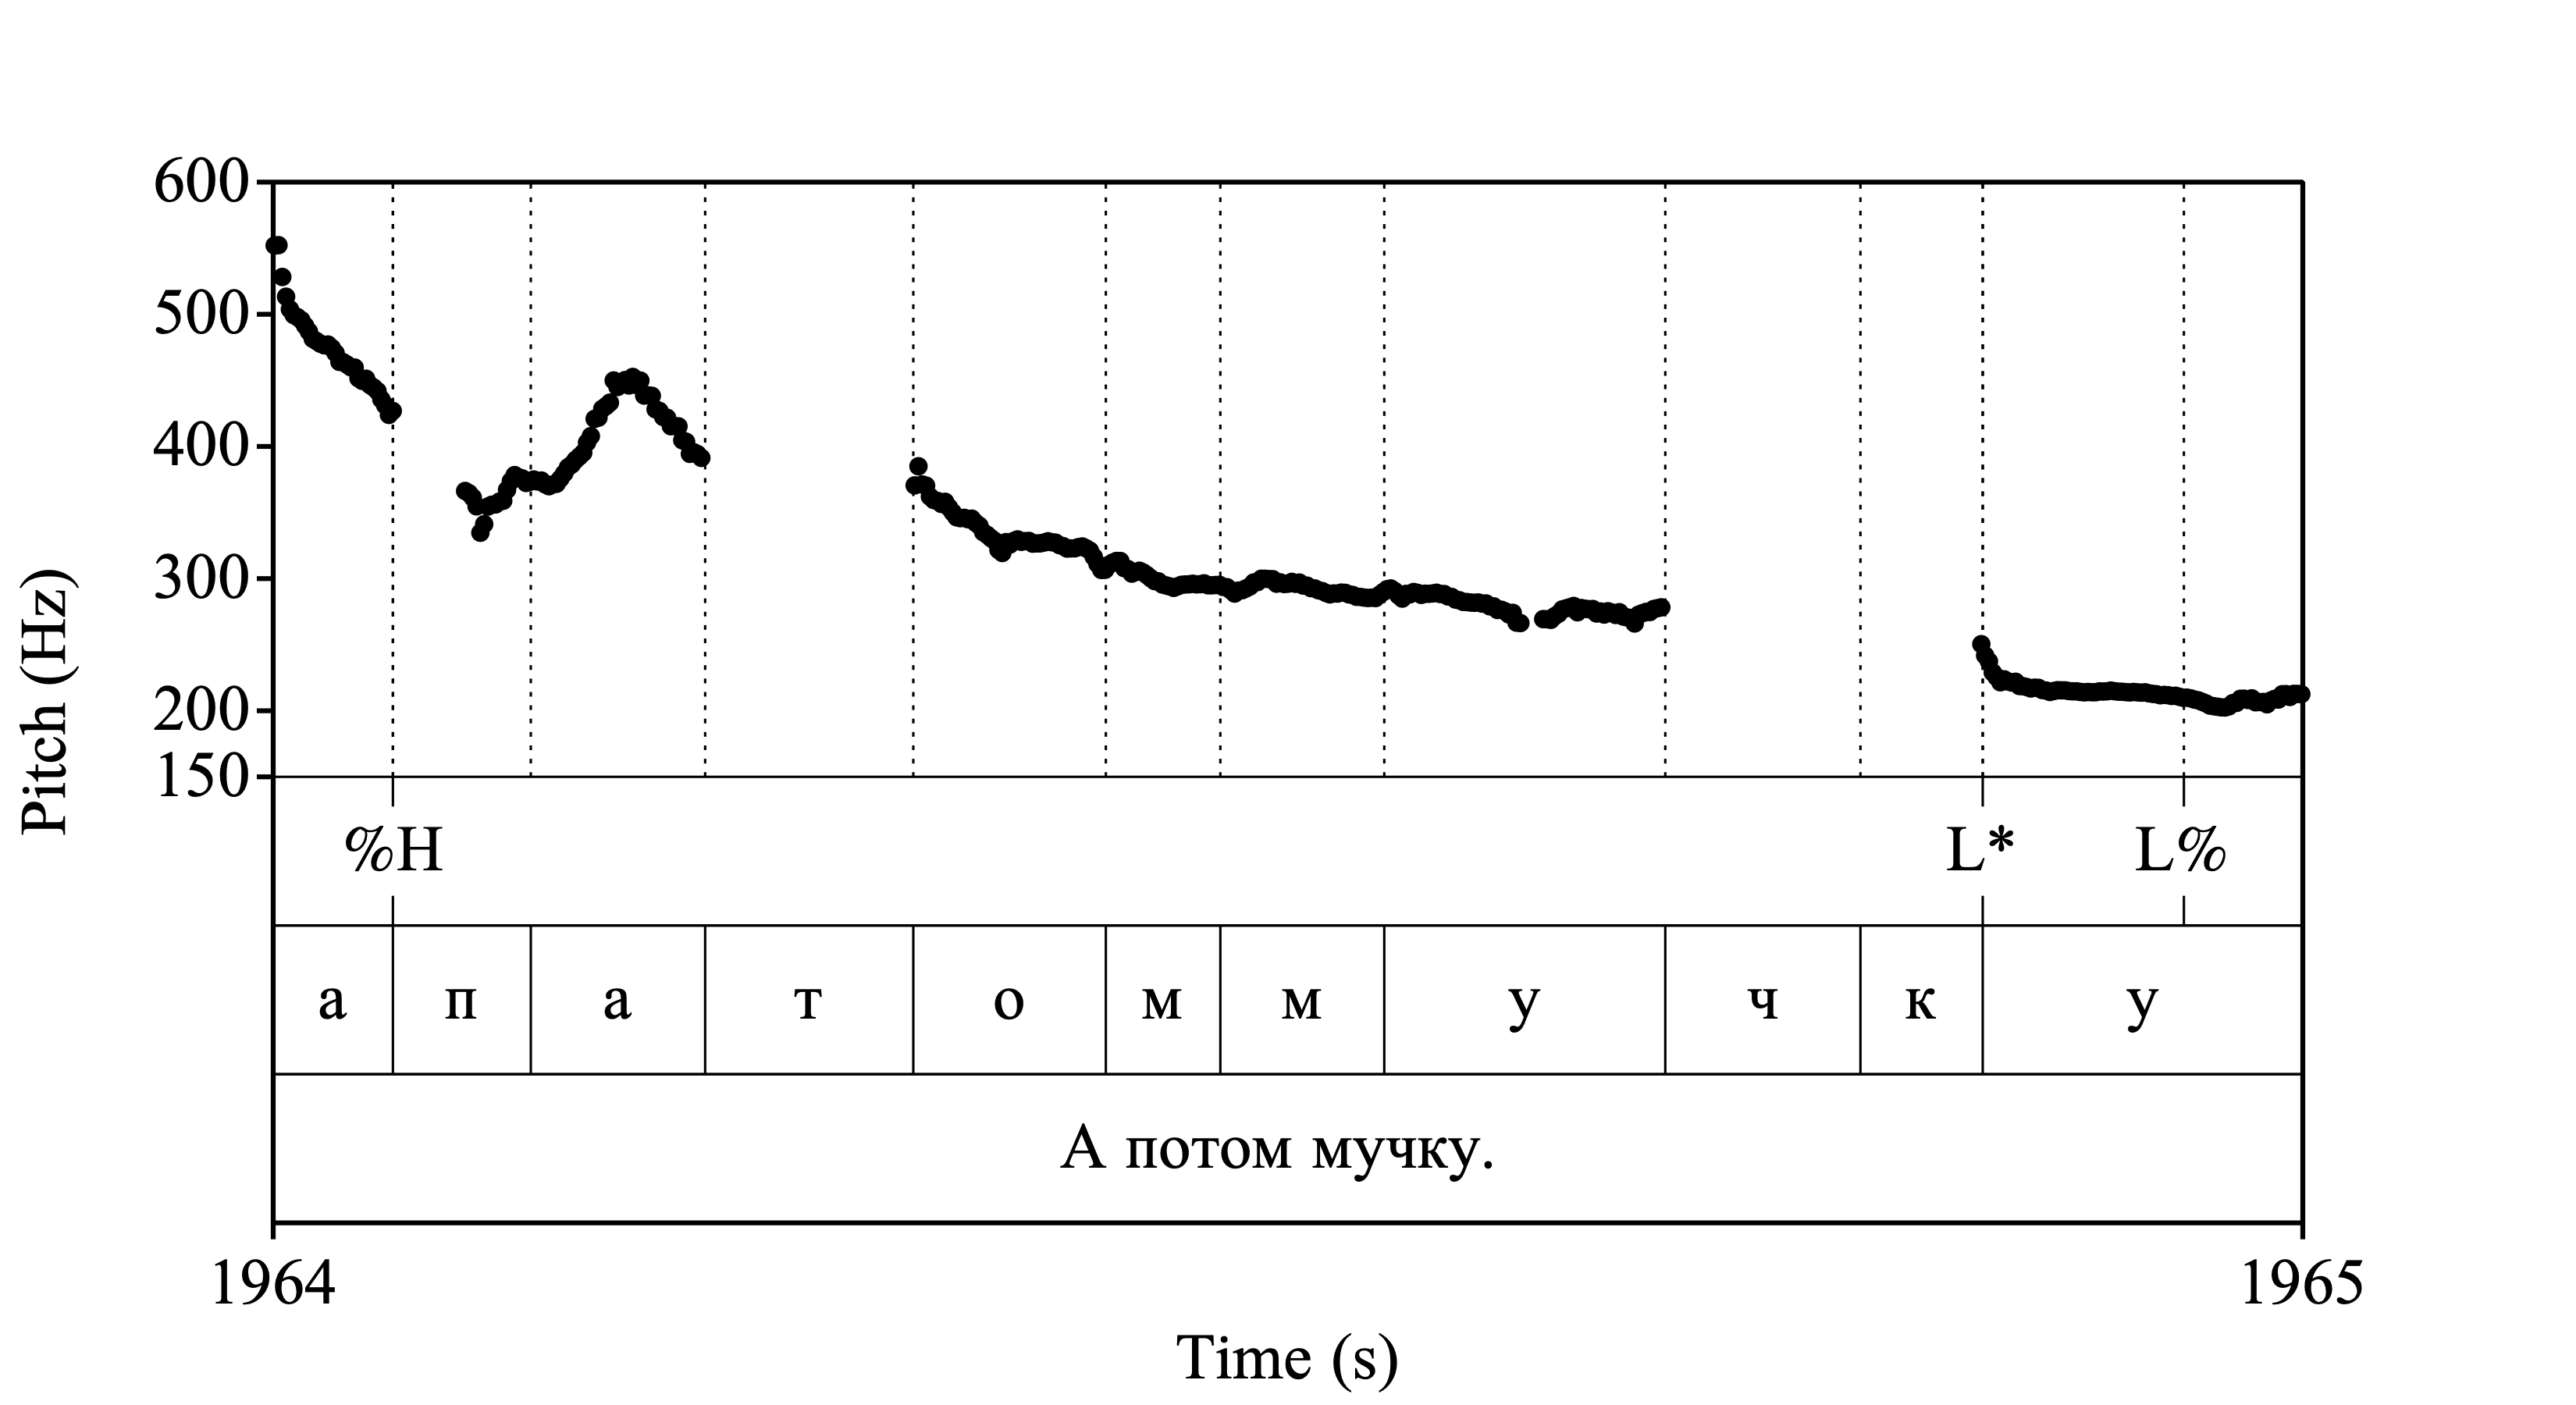 600
500
400
300
200
150
Pitch (Hz)
%H L* L%
а п а т о м м у ч к у
А потом мучку.
1964 1965
Time (s)